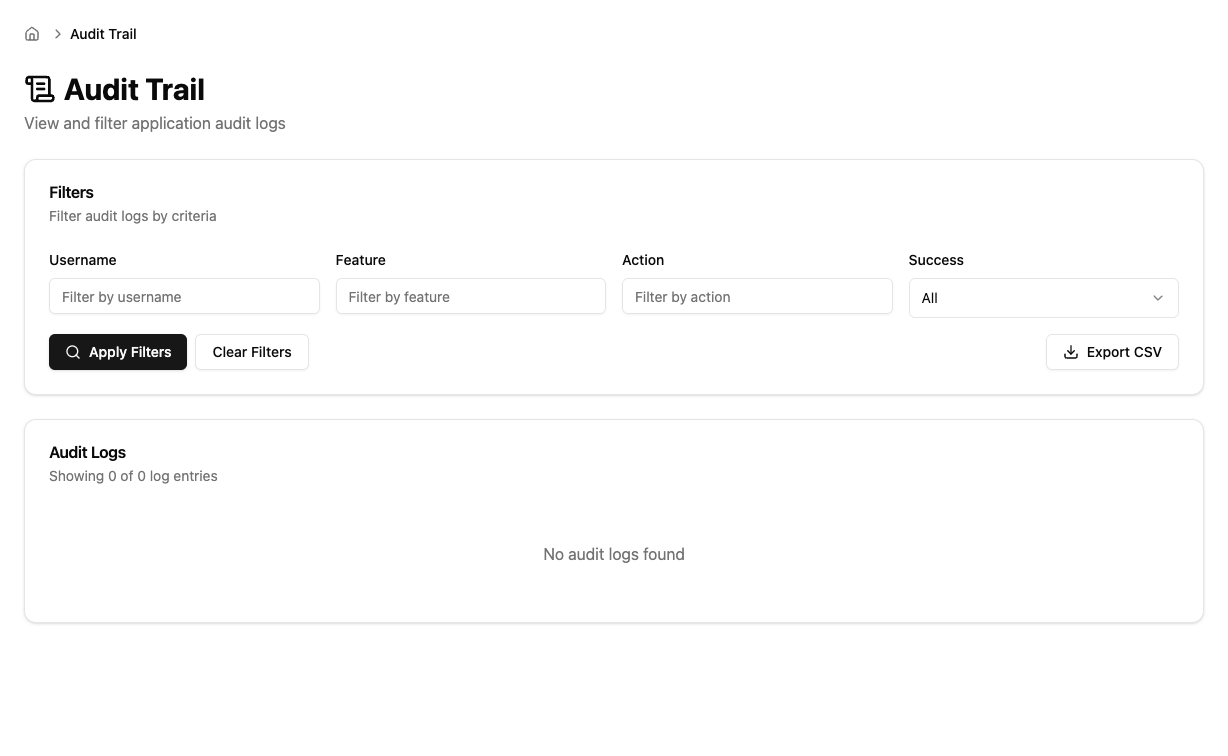 Audit Trail
Audit Trail
View and filter application audit logs
Filters
Filter audit logs by criteria
Username
Feature
Action
Success
Filter by username
Filter by feature
Filter by action
All
Apply Filters
Clear Filters
Export CSV
Audit Logs
Showing 0 of 0 log entries
No audit logs found